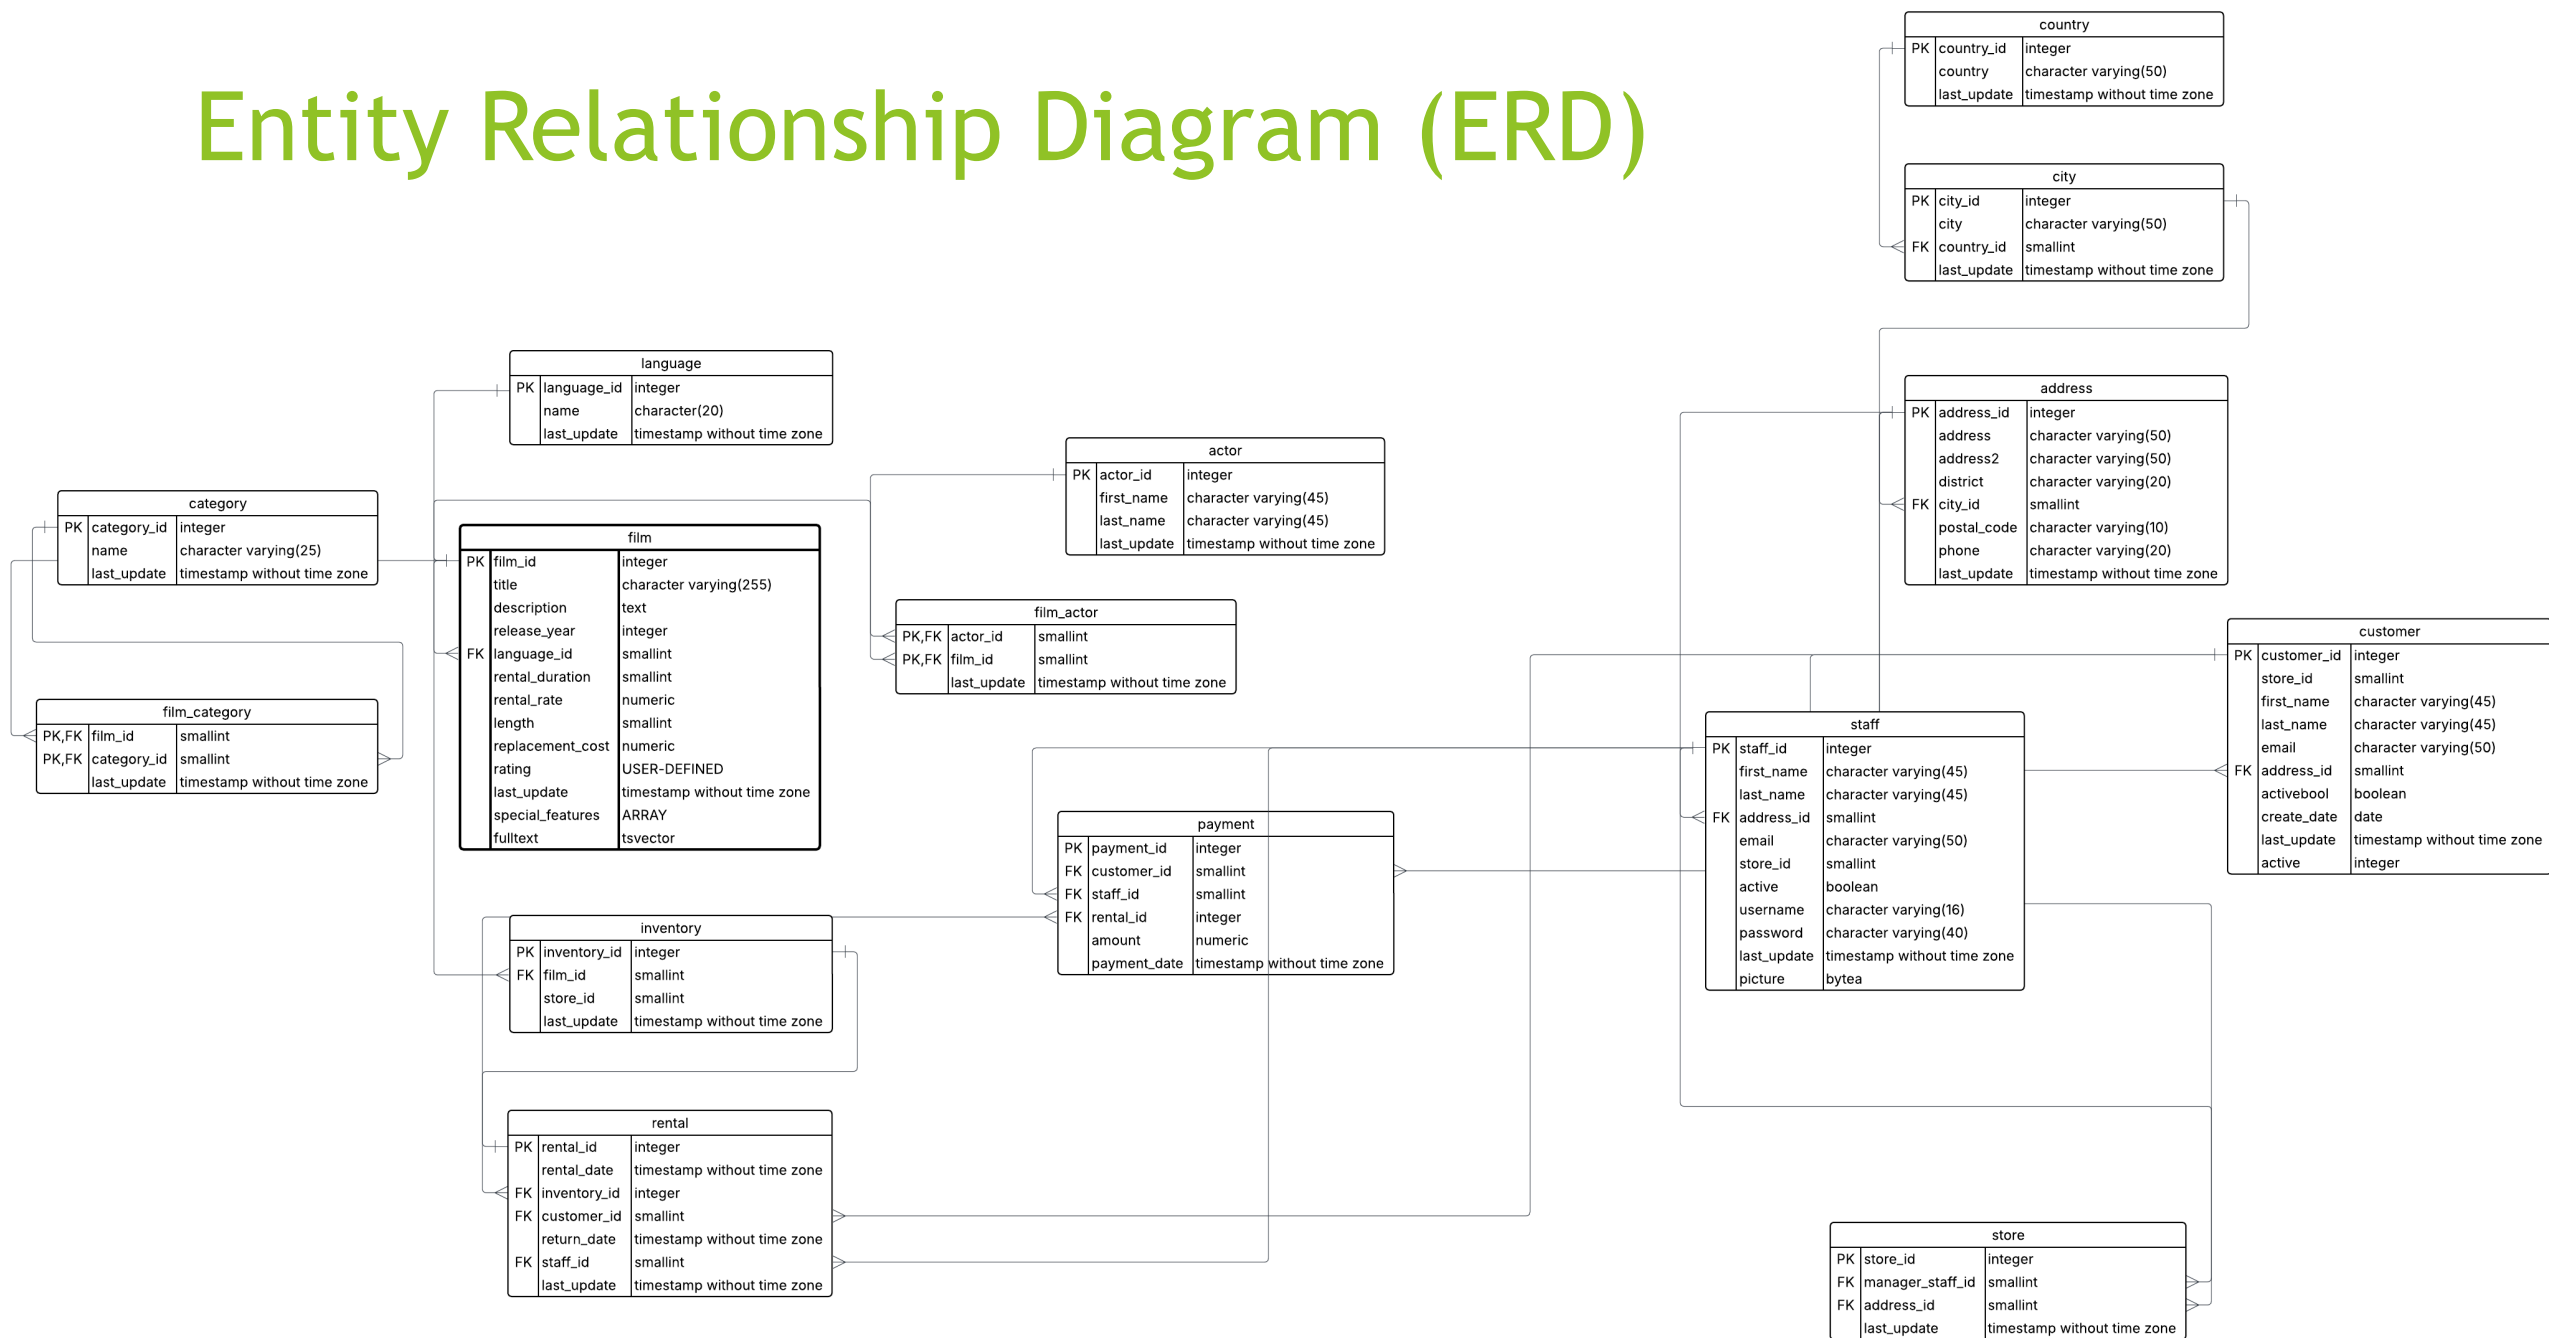 Entity Relationship Diagram (ERD)
country
PK country_id integer
country character varying(50)
last_update timestamp without time zone
city
PK city_id integer
city character varying(50)
FK country_id smallint
last_update timestamp without time zone
language
PK language_id integer
name character(20)
last_update timestamp without time zone
address
PK address_id integer
address character varying(50)
address2 character varying(50)
district character varying(20)
FK city_id smallint
postal_code character varying(10)
phone character varying(20)
last_update timestamp without time zone
actor
PK actor_id integer
first_name character varying(45)
last_name character varying(45)
last_update timestamp without time zone
category
PK category_id integer
name character varying(25)
last_update timestamp without time zone
film
PK film_id integer
title character varying(255)
description text
release_year integer
FK language_id smallint
rental_duration smallint
rental_rate numeric
length smallint
replacement_cost numeric
rating USER-DEFINED
last_update timestamp without time zone
special_features ARRAY
fulltext tsvector
film_actor
PK,FK actor_id smallint
PK,FK film_id smallint
last_update timestamp without time zone
customer
PK customer_id integer
store_id smallint
first_name character varying(45)
last_name character varying(45)
email character varying(50)
FK address_id smallint
activebool boolean
create_date date
last_update timestamp without time zone
active integer
film_category
PK,FK film_id smallint
PK,FK category_id smallint
last_update timestamp without time zone
staff
PK staff_id integer
first_name character varying(45)
last_name character varying(45)
FK address_id smallint
email character varying(50)
store_id smallint
active boolean
username character varying(16)
password character varying(40)
last_update timestamp without time zone
picture bytea
payment
PK payment_id integer
FK customer_id smallint
FK staff_id smallint
FK rental_id integer
amount numeric
payment_date timestamp without time zone
inventory
PK inventory_id integer
FK film_id smallint
store_id smallint
last_update timestamp without time zone
rental
PK rental_id integer
rental_date timestamp without time zone
FK inventory_id integer
FK customer_id smallint
return_date timestamp without time zone
FK staff_id smallint
last_update timestamp without time zone
store
PK store_id integer
FK manager_staff_id smallint
FK address_id smallint
last_update timestamp without time zone